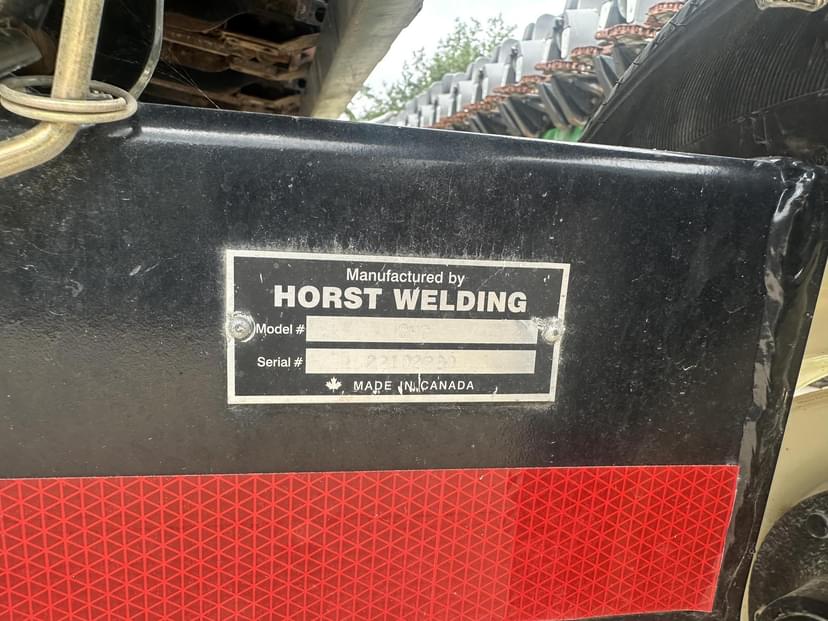 Manufactured by
HORST WELDING
Model #
Serial #
MADE IN CANADA